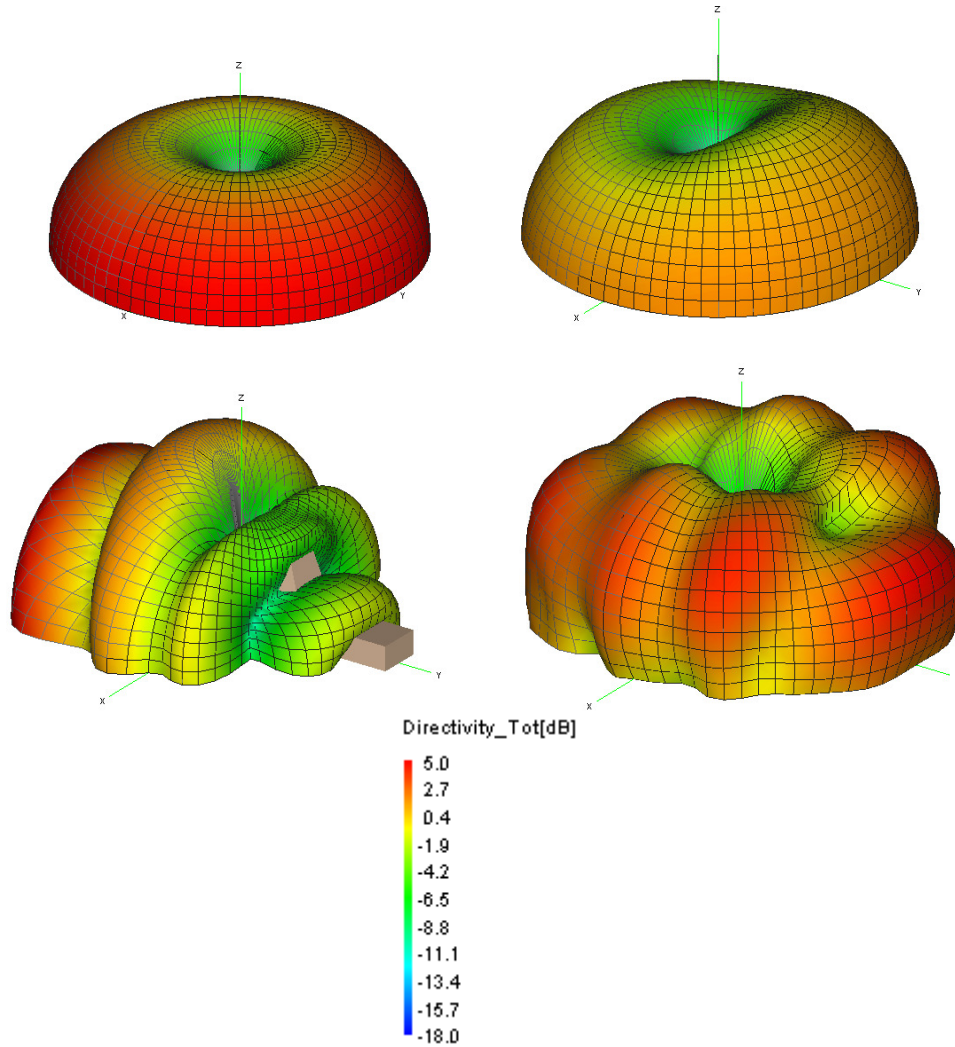 Z
Z
X
Y
X
Y
Z
Z
X
Y
X
Directivity_Tot[dB]
5.0
2.7
0.4
-1.9
-4.2
-6.5
-8.8
-11.1
-13.4
-15.7
-18.0